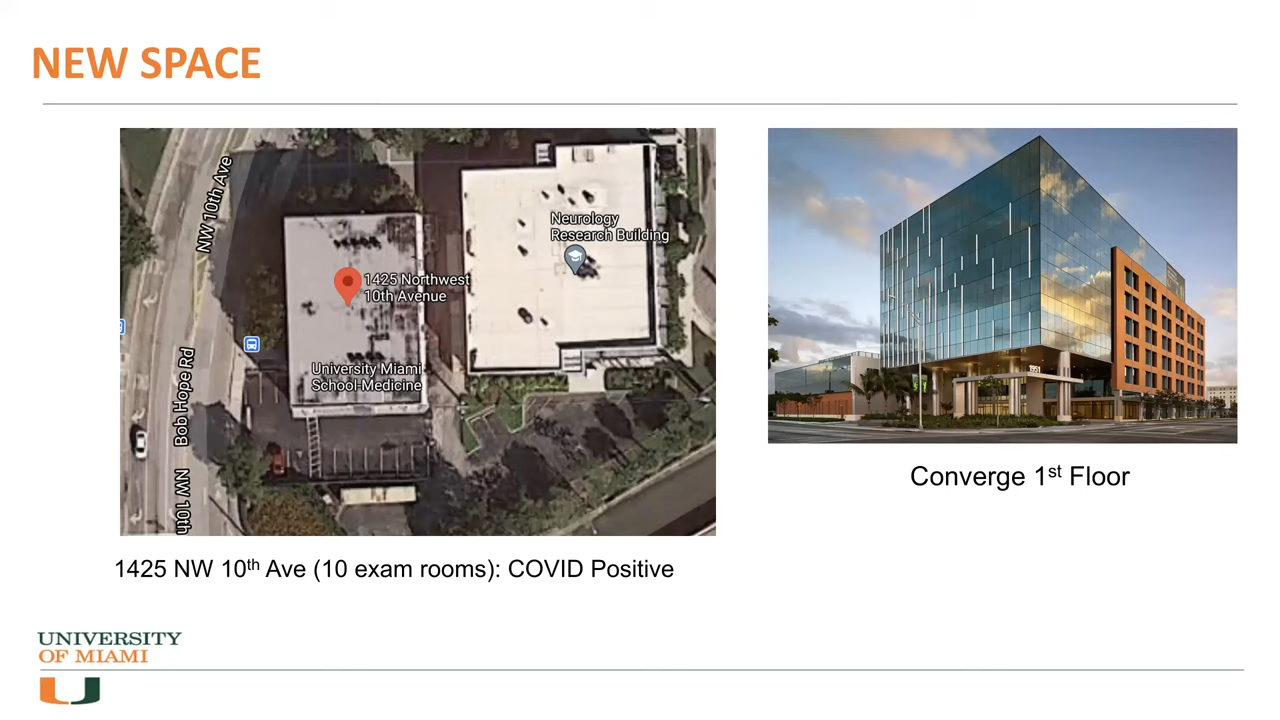 NEW SPACE
NW 10th Ave
Neurology
Research Building
1425 Northwest
10th Avenue
University Miami
School-Medicine
Bob Hope Rd
NW 10th
1951
Converge 1st Floor
1425 NW 10th Ave (10 exam rooms): COVID Positive
UNIVERSITY
OF MIAMI